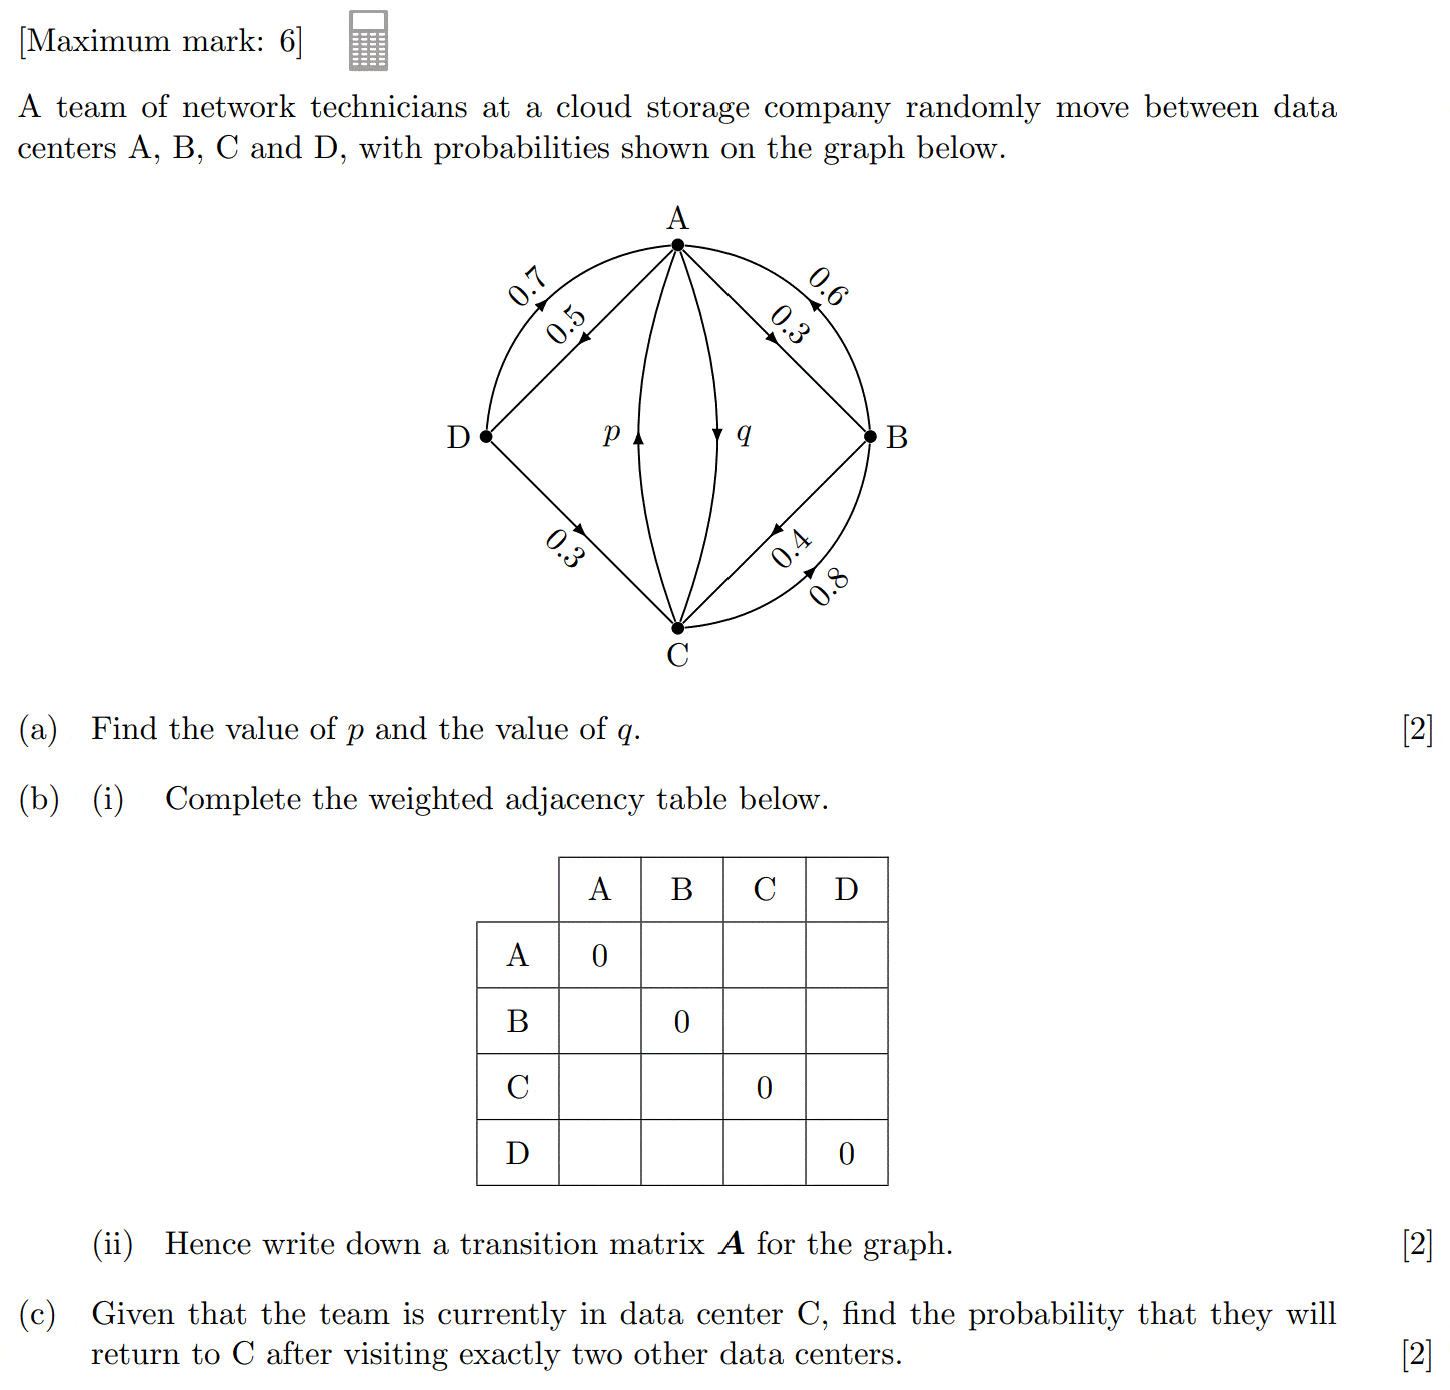 [Maximum mark: 6]
A team of network technicians at a cloud storage company randomly move between data
centers A, B, C and D, with probabilities shown on the graph below.
A
0.7
0.6
0.5
0.3
D
p
q
B
0.3
0.4
0.8
C
(a) Find the value of p and the value of q. [2]
(b) (i) Complete the weighted adjacency table below.
A B C D
A 0
B 0
C 0
D 0
(ii) Hence write down a transition matrix A for the graph. [2]
(c) Given that the team is currently in data center C, find the probability that they will
return to C after visiting exactly two other data centers. [2]